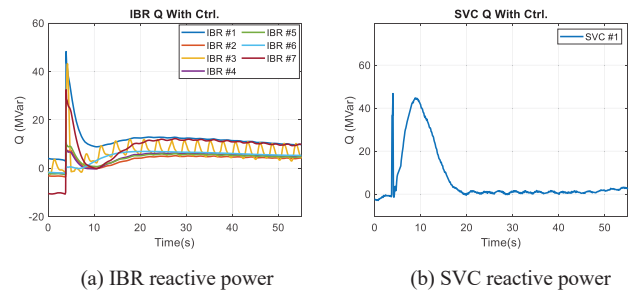 IBR Q With Ctrl.
60
40
20
0
-20
Q (MVar)
IBR #1
IBR #2
IBR #3
IBR #4
IBR #5
IBR #6
IBR #7
0 10 20 30 40 50
Time(s)
(a) IBR reactive power
SVC Q With Ctrl.
60
40
20
0
Q (MVar)
SVC #1
0 10 20 30 40 50
Time(s)
(b) SVC reactive power